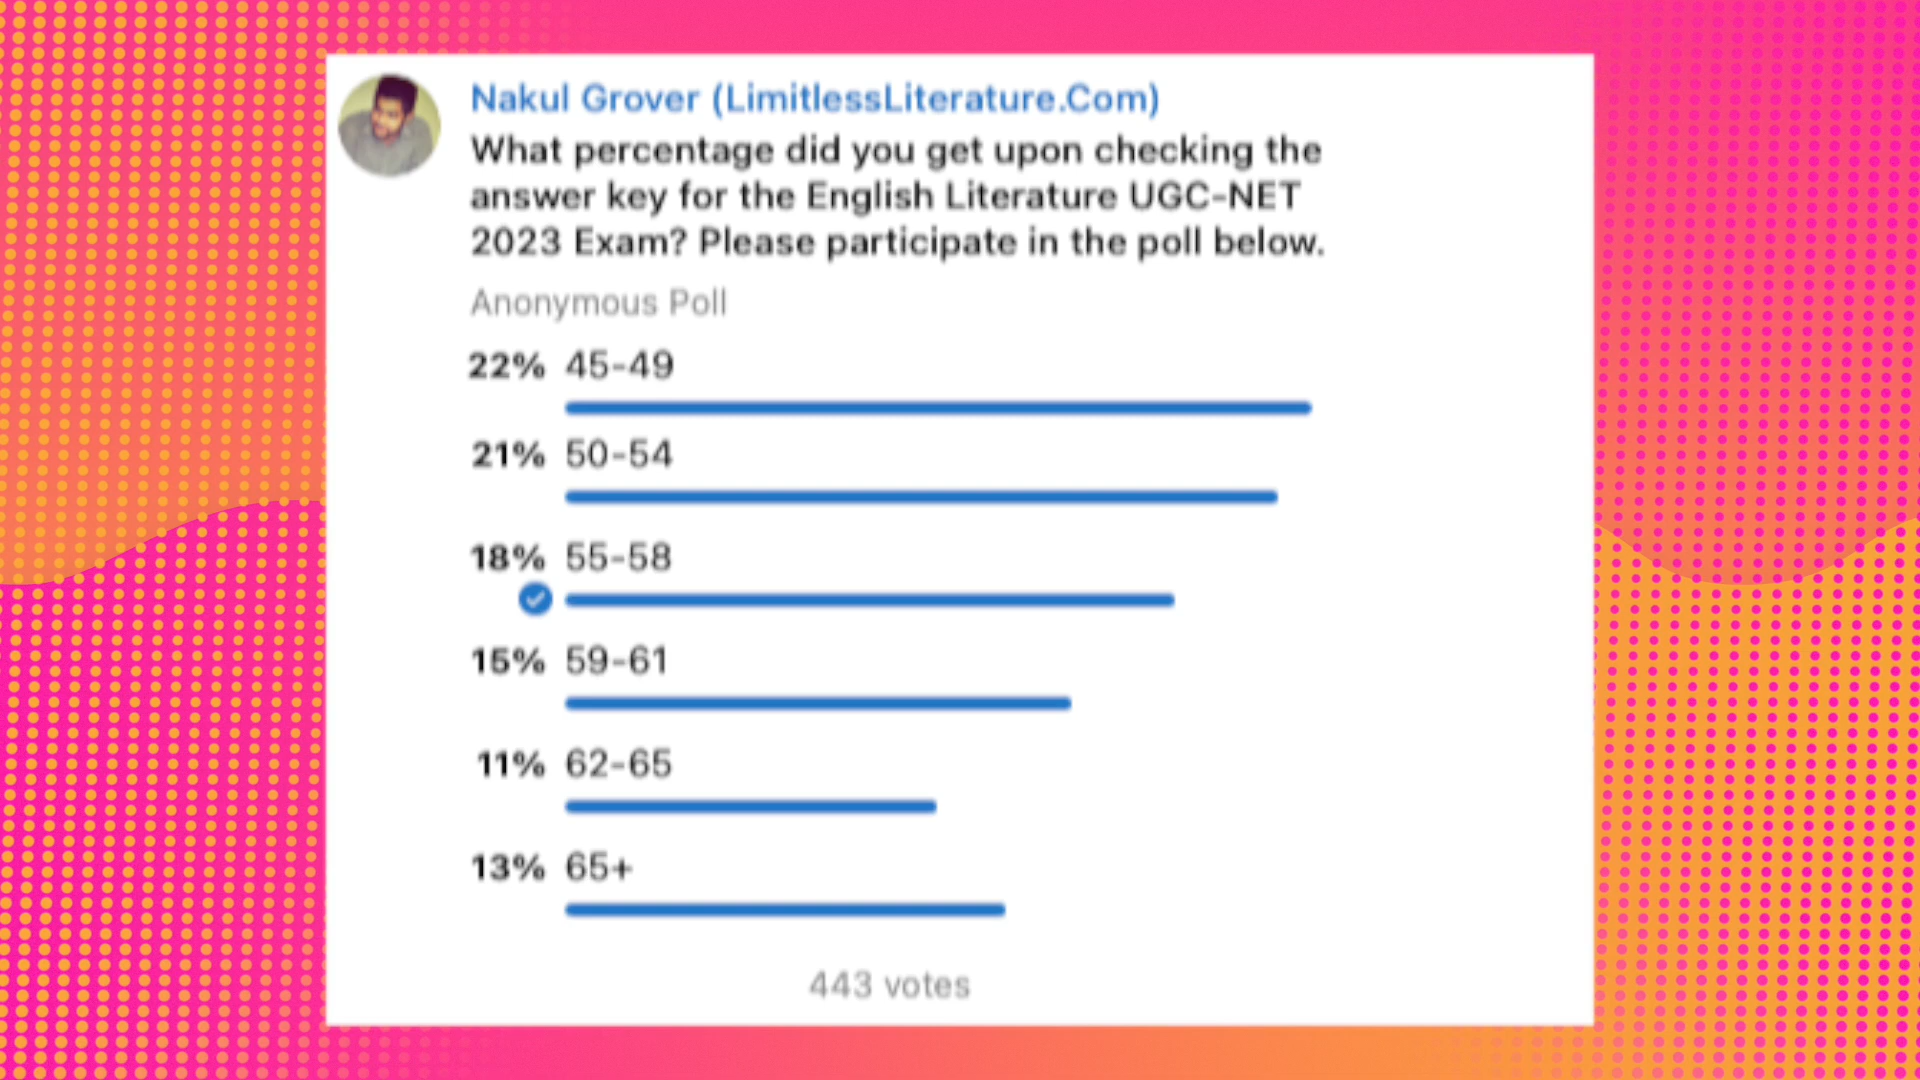 Nakul Grover (LimitlessLiterature.Com)
What percentage did you get upon checking the
answer key for the English Literature UGC-NET
2023 Exam? Please participate in the poll below.
Anonymous Poll
22% 45-49
21% 50-54
18% 55-58
15% 59-61
11% 62-65
13% 65+
443 votes